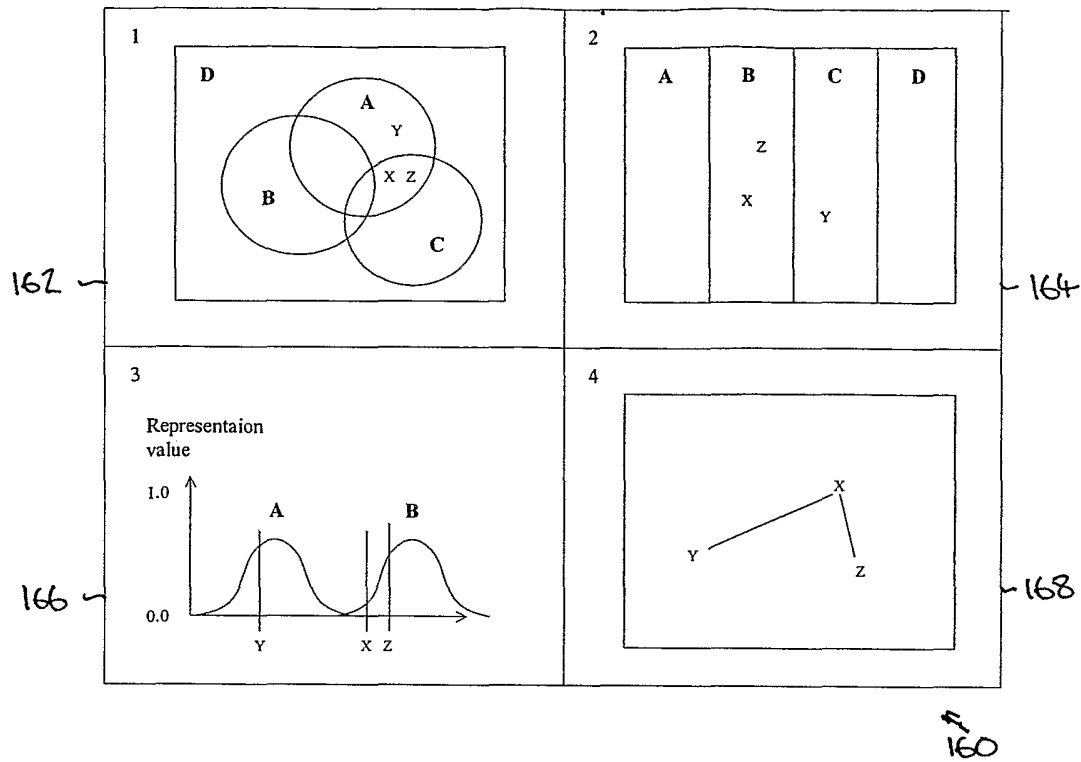 1
D
A
Y
X Z
B
C
162
2
A B C D
Z
X
Y
164
3
Representaion
value
1.0
A B
0.0
Y X Z
166
4
X
Y
Z
168
160